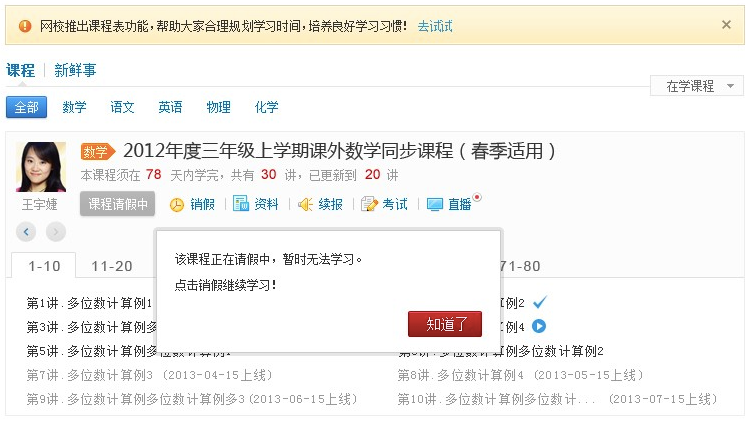 网校推出课程表功能，帮助大家合理规划学习时间，培养良好学习习惯！ 去试试
课程 新鲜事
在学课程
全部 数学 语文 英语 物理 化学
数学 2012年度三年级上学期课外数学同步课程（春季适用）
本课程须在 78 天内学完，共有 30 讲，已更新到 20 讲
王宇婕 课程请假中 销假 资料 续报 考试 直播
该课程正在请假中，暂时无法学习。
点击销假继续学习！
知道了
1-10 11-20 71-80
第1讲.多位数计算例1 例2
第3讲.多位数计算例多 例4
第5讲.多位数计算例多位数计算例1 第6讲.多位数计算例多位数计算例2
第7讲.多位数计算例3（2013-04-15上线） 第8讲.多位数计算例4（2013-05-15上线）
第9讲.多位数计算例多位数计算例多3(2013-06-15上线） 第10讲.多位数计算例多位数计...（2013-07-15上线）